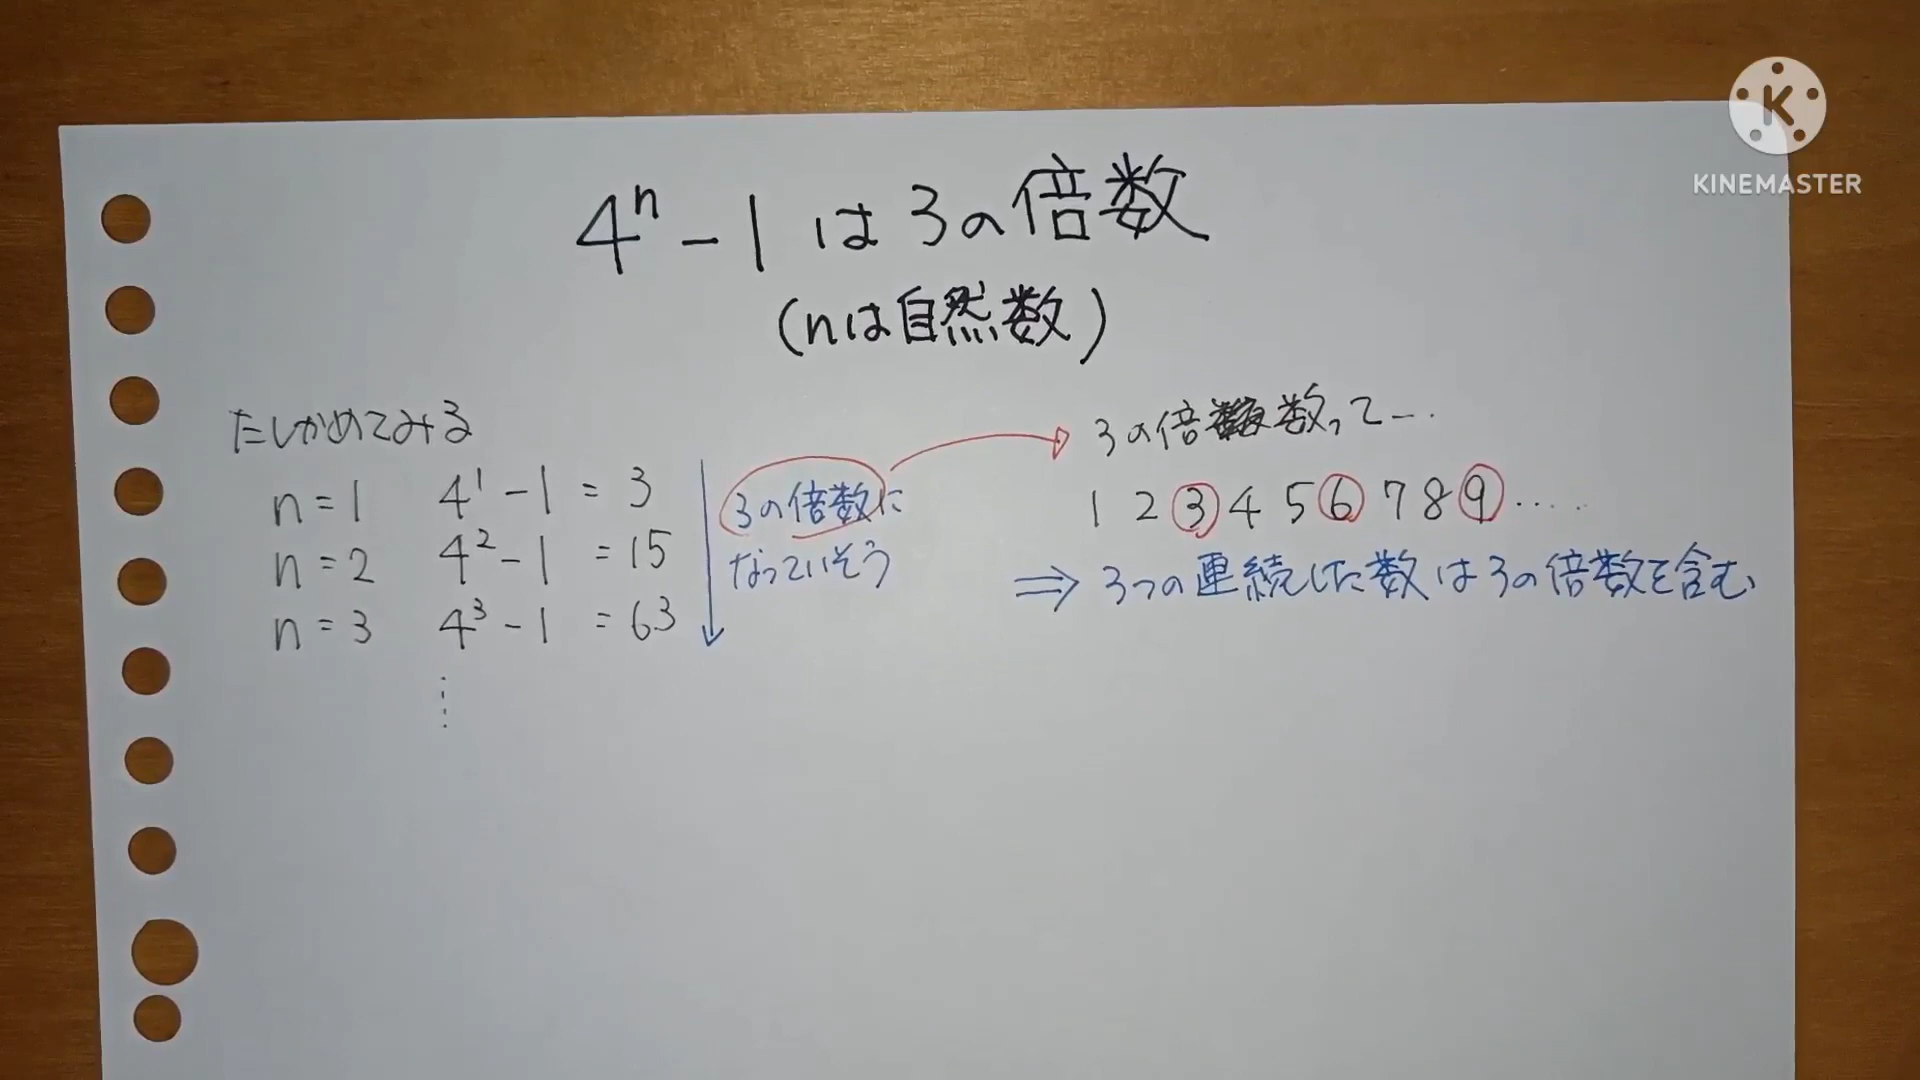 4ⁿ-1は3の倍数
(nは自然数)
たしかめてみる
n=1 4¹-1=3
n=2 4²-1=15
n=3 4³-1=63
3の倍数に
なっていそう
3の倍数って…
1 2 3 4 5 6 7 8 9 ……
⇒ 3つの連続した数は3の倍数を含む
K
KINEMASTER